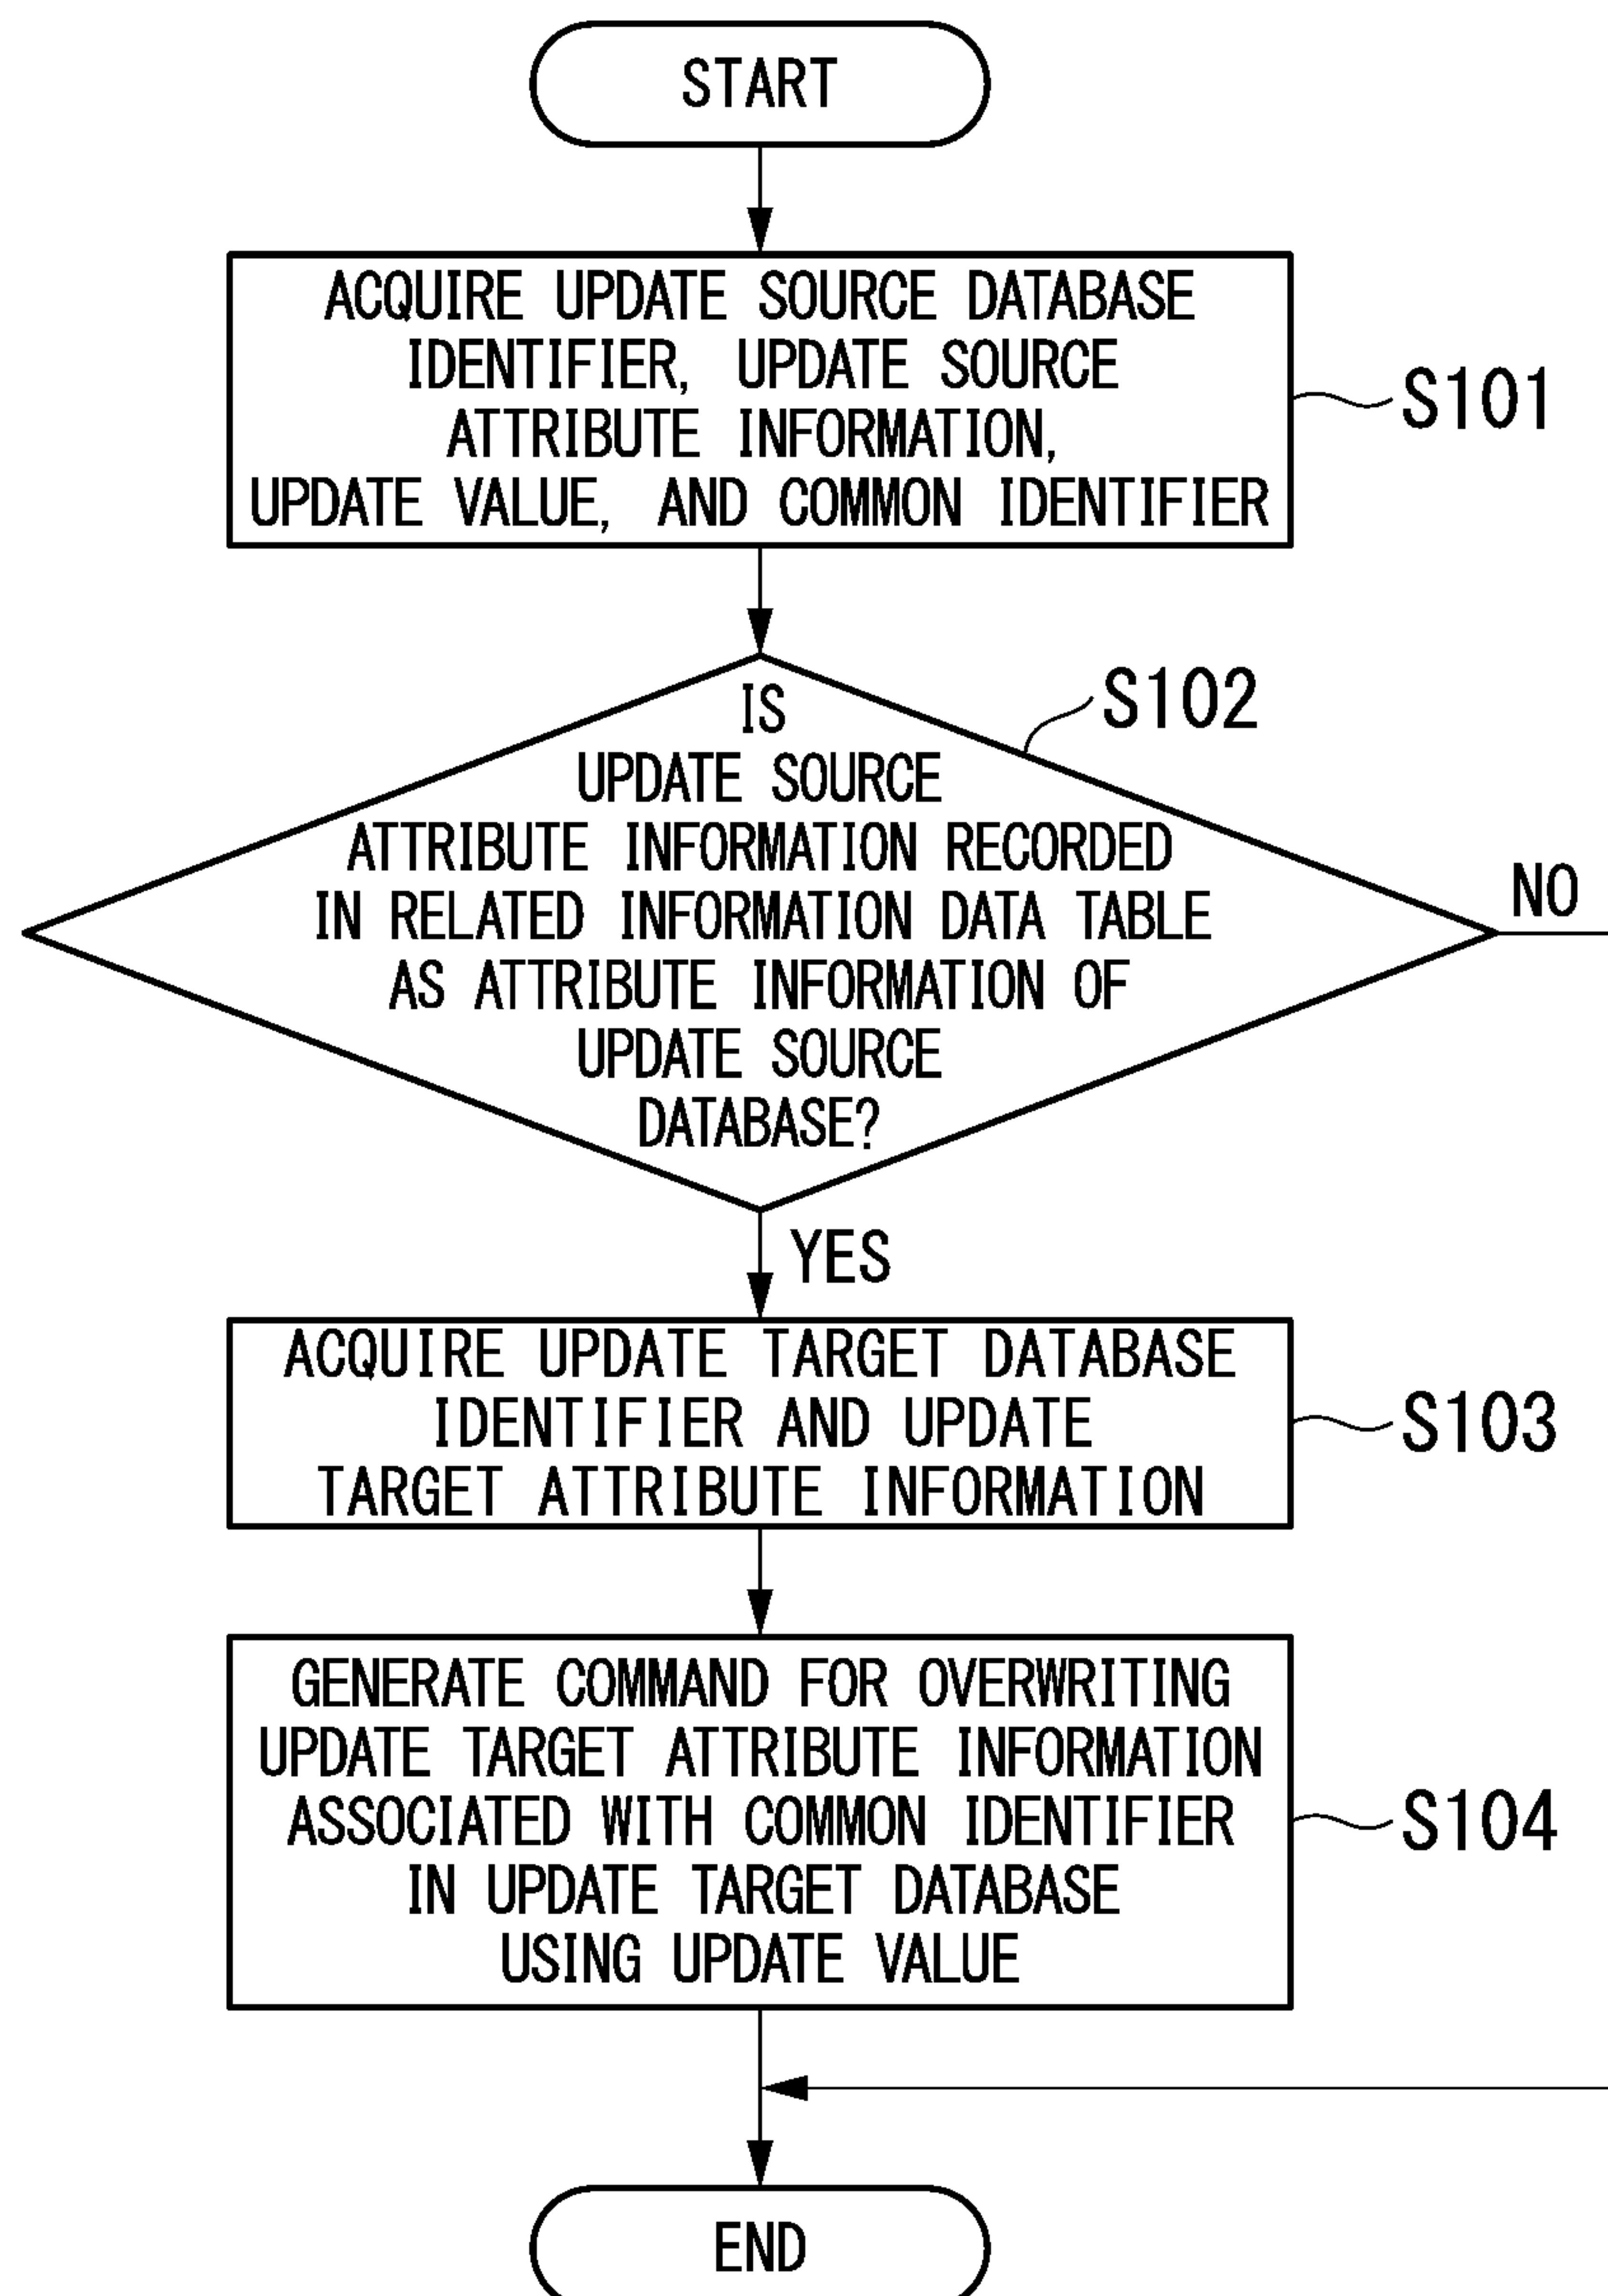 START
ACQUIRE UPDATE SOURCE DATABASE
IDENTIFIER, UPDATE SOURCE
ATTRIBUTE INFORMATION,
UPDATE VALUE, AND COMMON IDENTIFIER
S101
S102
IS
UPDATE SOURCE
ATTRIBUTE INFORMATION RECORDED
IN RELATED INFORMATION DATA TABLE
AS ATTRIBUTE INFORMATION OF
UPDATE SOURCE
DATABASE?
NO
YES
ACQUIRE UPDATE TARGET DATABASE
IDENTIFIER AND UPDATE
TARGET ATTRIBUTE INFORMATION
S103
GENERATE COMMAND FOR OVERWRITING
UPDATE TARGET ATTRIBUTE INFORMATION
ASSOCIATED WITH COMMON IDENTIFIER
IN UPDATE TARGET DATABASE
USING UPDATE VALUE
S104
END